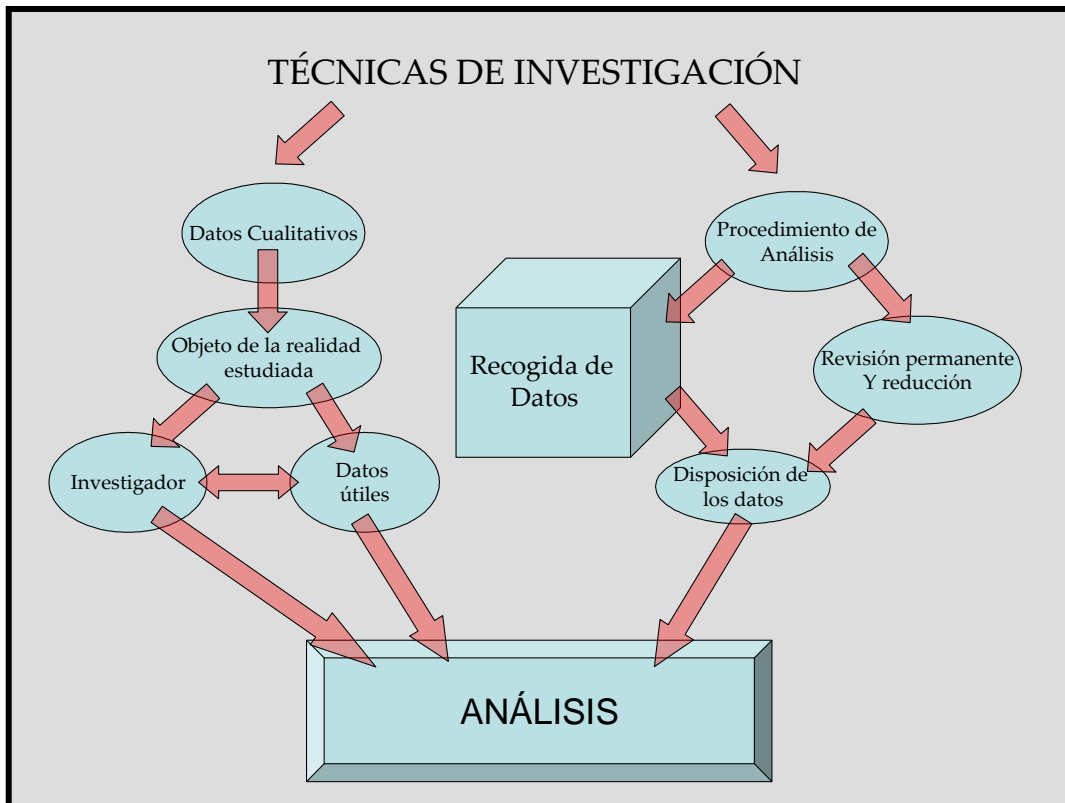 TÉCNICAS DE INVESTIGACIÓN
Datos Cualitativos
Objeto de la realidad
estudiada
Investigador
Datos
útiles
Procedimiento de
Análisis
Recogida de
Datos
Revisión permanente
Y reducción
Disposición de
los datos
ANÁLISIS